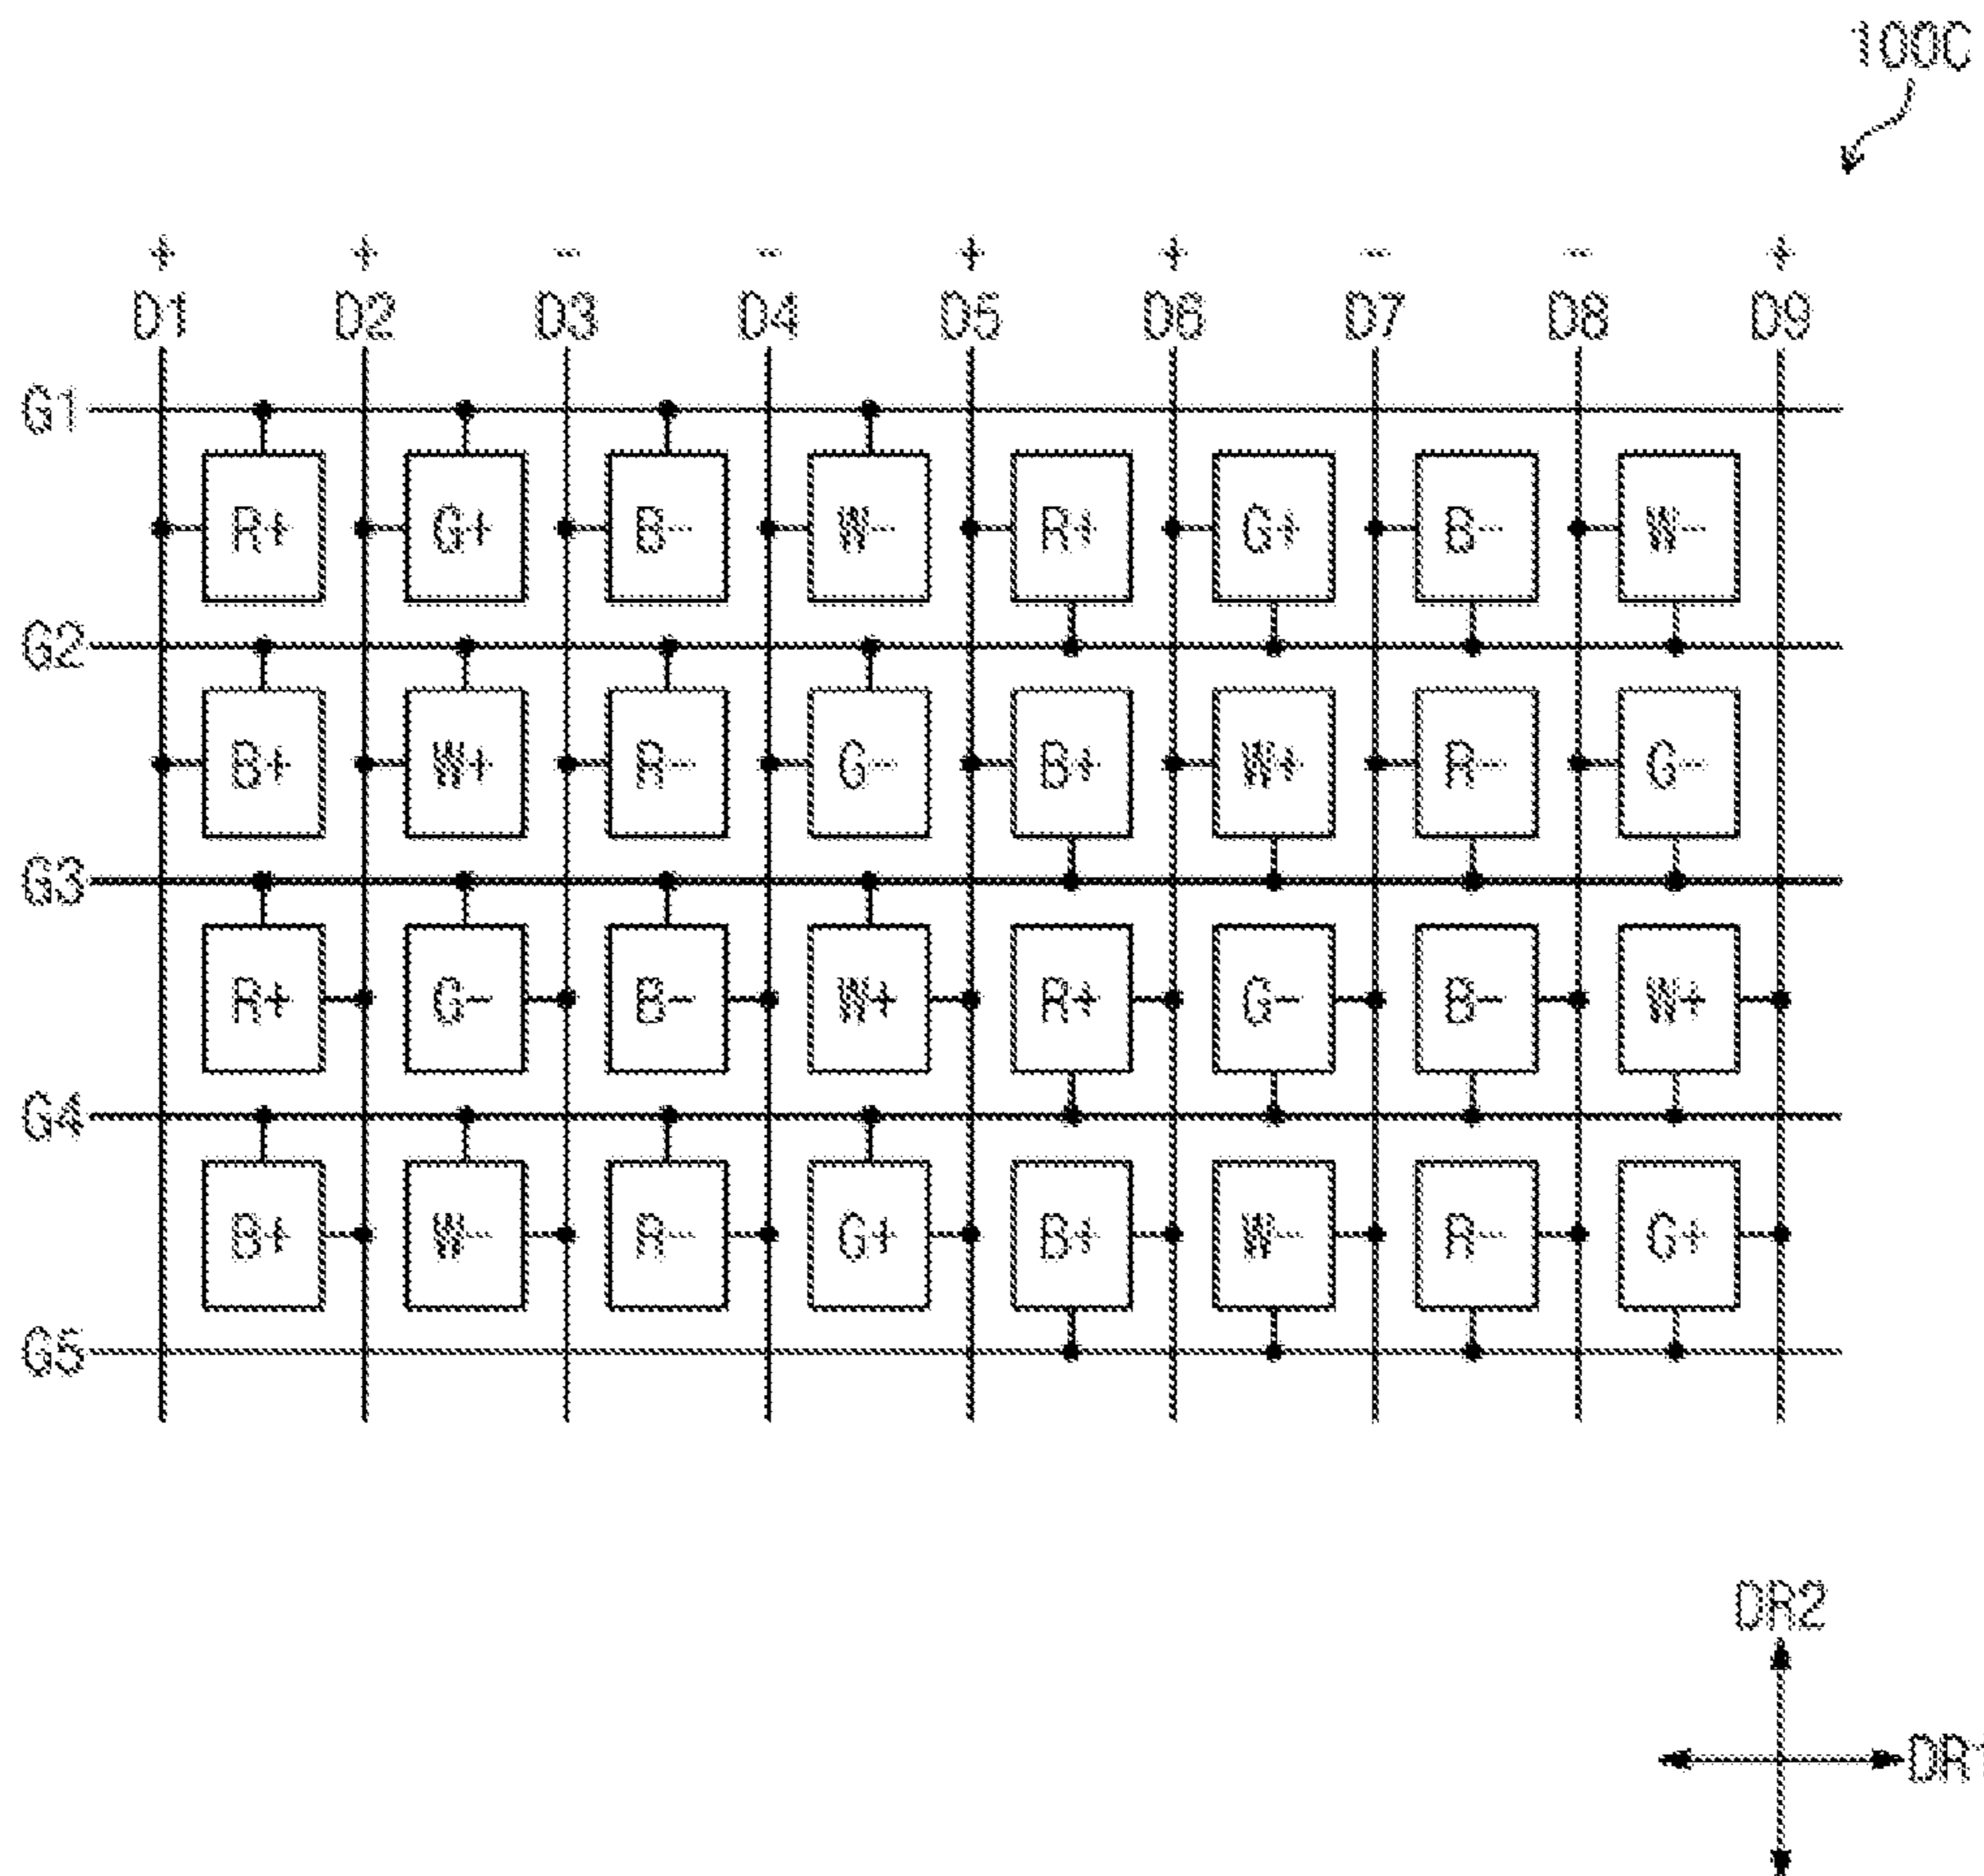 100C
+ + - - + + - - +
D1 D2 D3 D4 D5 D6 D7 D8 D9
G1
R+ G+ B- W- R+ G+ B- W-
G2
B+ W+ R- G- B+ W+ R- G-
G3
R+ G- B- W+ R+ G- B- W+
G4
B+ W- R- G+ B+ W- R- G+
G5
DR2
DR1